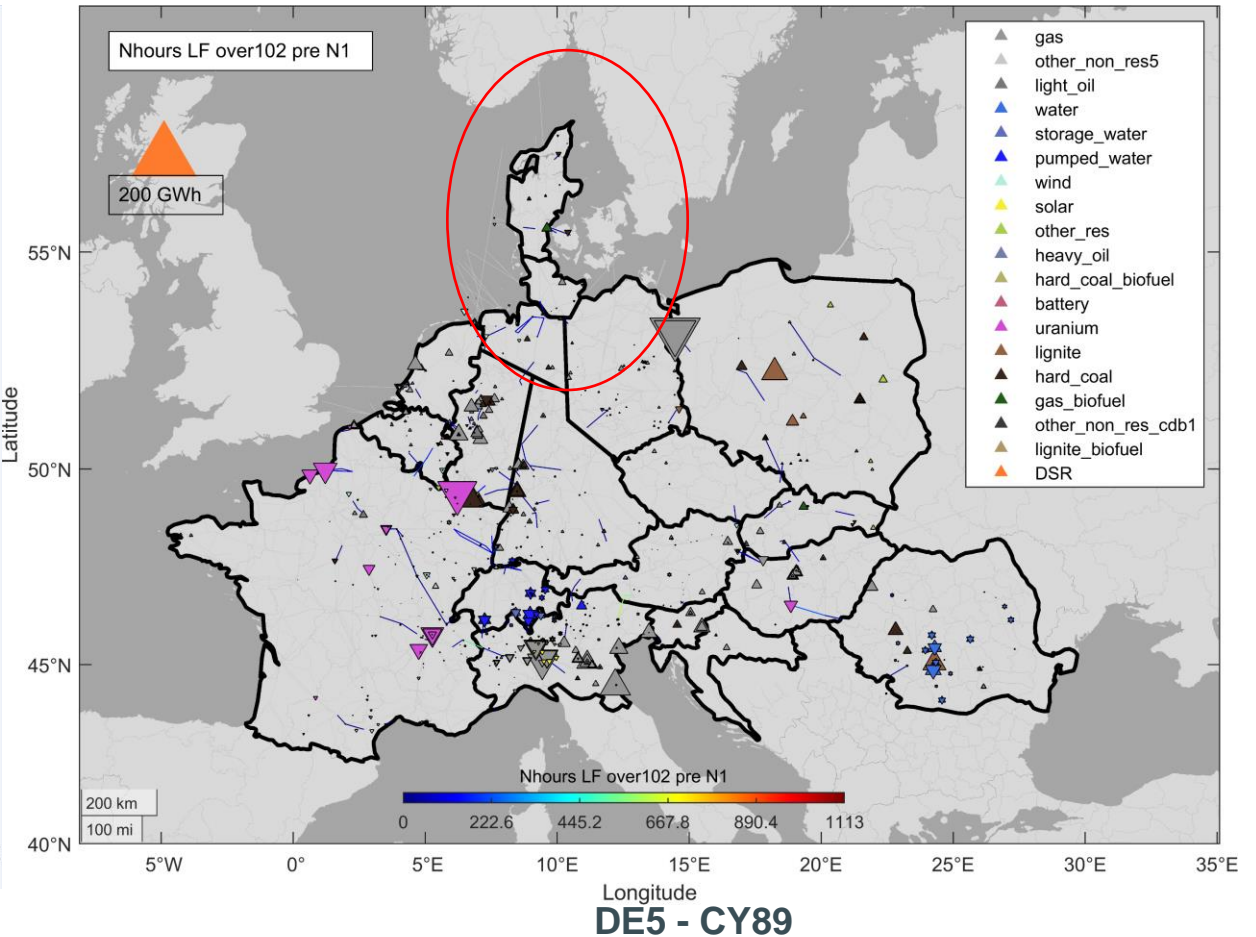 Nhours LF over102 pre N1
200 GWh
gas
other_non_res5
light_oil
water
storage_water
pumped_water
wind
solar
other_res
heavy_oil
hard_coal_biofuel
battery
uranium
lignite
hard_coal
gas_biofuel
other_non_res_cdb1
lignite_biofuel
DSR
55°N
50°N
45°N
40°N
Latitude
Nhours LF over102 pre N1
0 222.6 445.2 667.8 890.4 1113
200 km
100 mi
5°W 0° 5°E 10°E 15°E 20°E 25°E 30°E 35°E
Longitude
DE5 - CY89